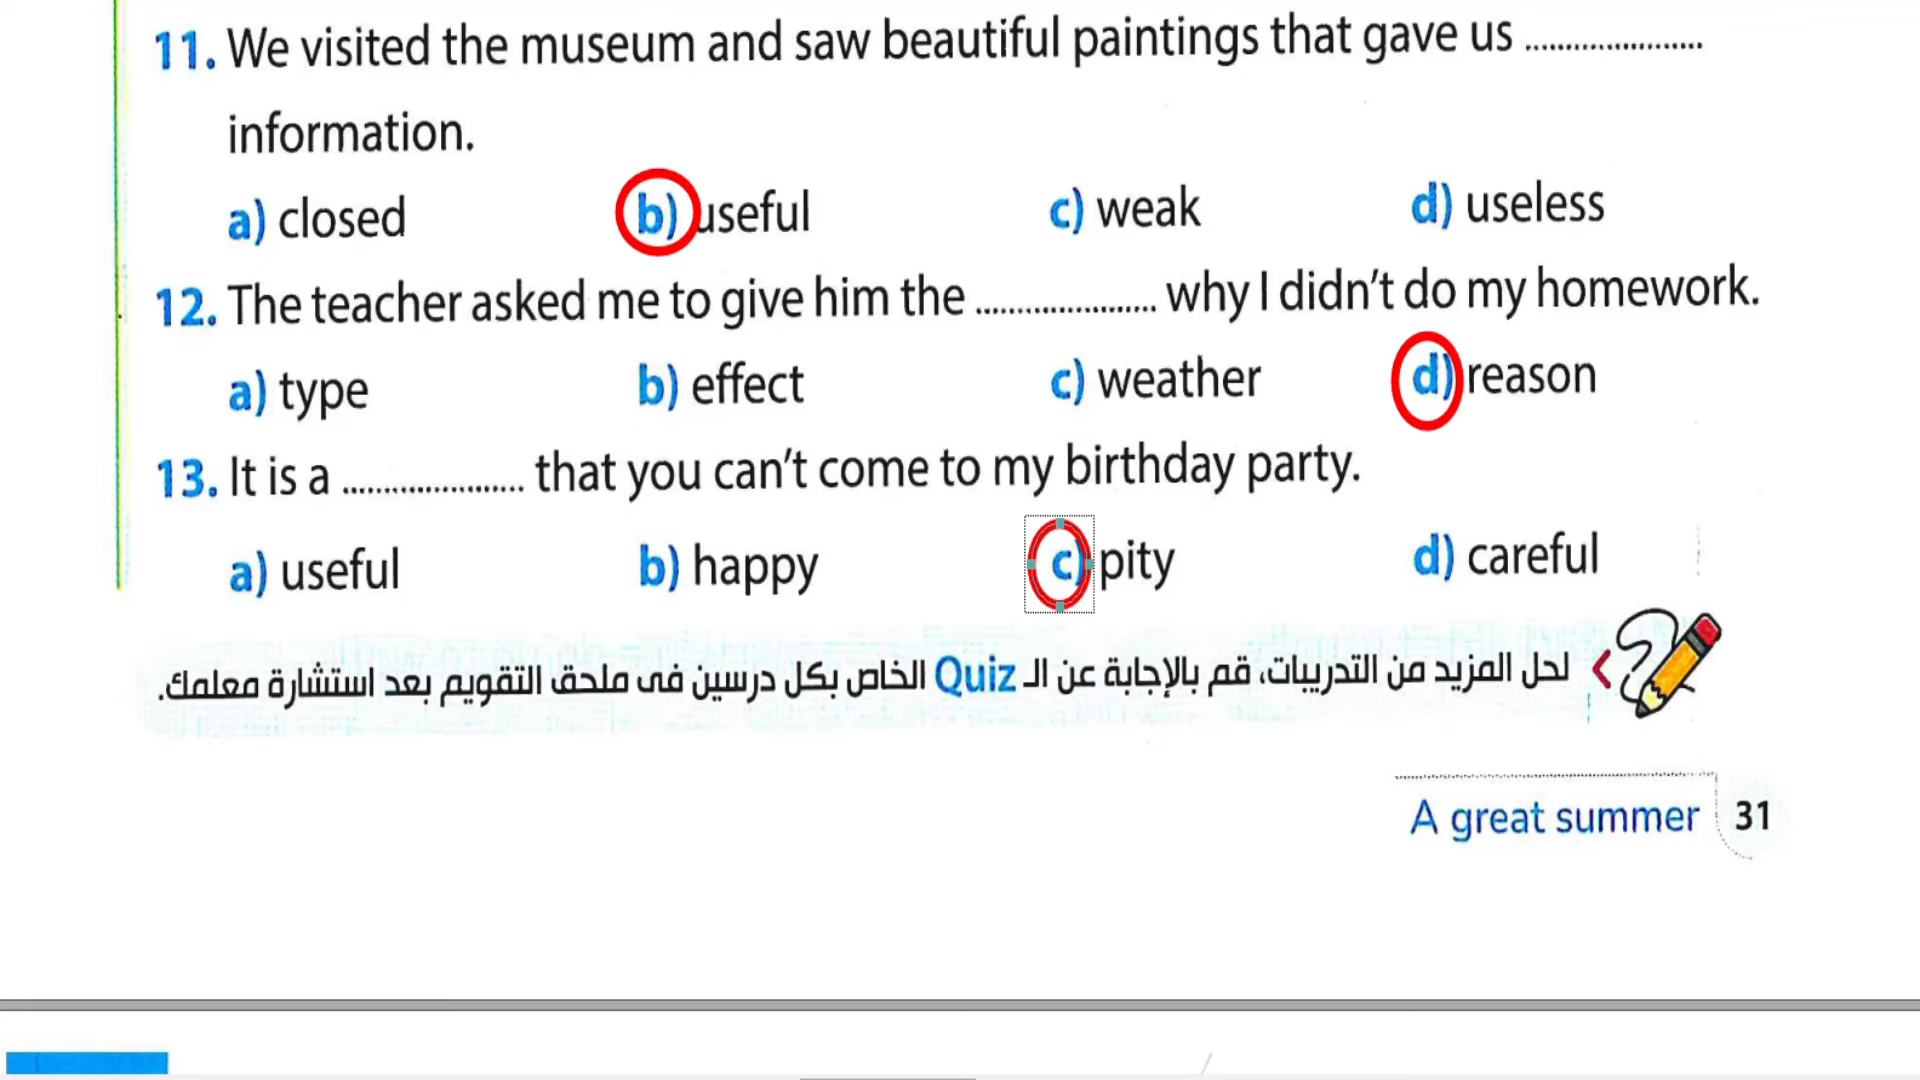 11. We visited the museum and saw beautiful paintings that gave us ......................
information.
a) closed b) useful c) weak d) useless
12. The teacher asked me to give him the ...................... why I didn't do my homework.
a) type b) effect c) weather d) reason
13. It is a ...................... that you can't come to my birthday party.
a) useful b) happy c) pity d) careful
لحل المزيد من التدريبات، قم بالإجابة عن الـ Quiz الخاص بكل درسين فى ملحق التقويم بعد استشارة معلمك.
A great summer 31